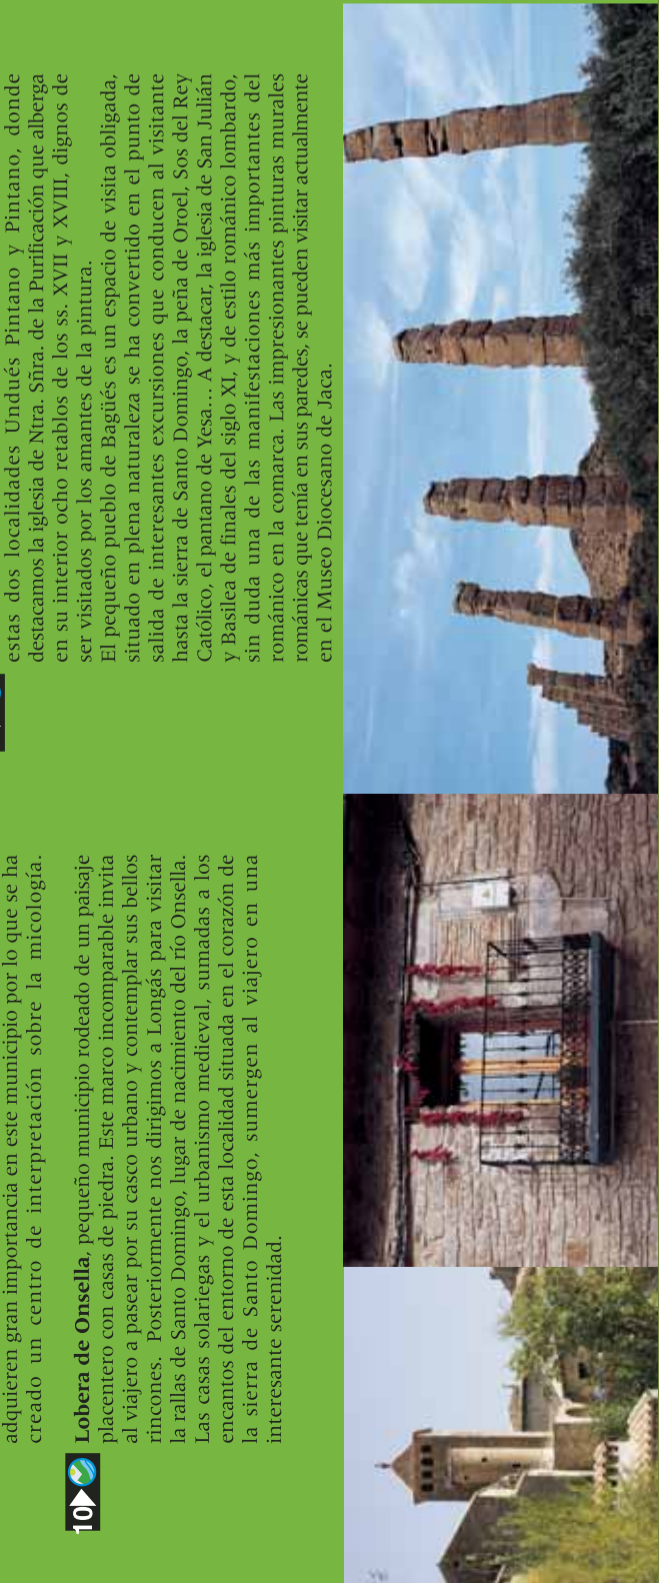 adquieren gran importancia en este municipio por lo que se ha
creado un centro de interpretación sobre la micología.
10
Lobera de Onsella, pequeño municipio rodeado de un paisaje
placentero con casas de piedra. Este marco incomparable invita
al viajero a pasear por su casco urbano y contemplar sus bellos
rincones. Posteriormente nos dirigimos a Longás para visitar
la rallas de Santo Domingo, lugar de nacimiento del río Onsella.
Las casas solariegas y el urbanismo medieval, sumadas a los
encantos del entorno de esta localidad situada en el corazón de
la sierra de Santo Domingo, sumergen al viajero en una
interesante serenidad.
estas dos localidades Undués Pintano y Pintano, donde
destacamos la iglesia de Ntra. Sñra. de la Purificación que alberga
en su interior ocho retablos de los ss. XVII y XVIII, dignos de
ser visitados por los amantes de la pintura.
El pequeño pueblo de Bagüés es un espacio de visita obligada,
situado en plena naturaleza se ha convertido en el punto de
salida de interesantes excursiones que conducen al visitante
hasta la sierra de Santo Domingo, la peña de Oroel, Sos del Rey
Católico, el pantano de Yesa... A destacar, la iglesia de San Julián
y Basilea de finales del siglo XI, y de estilo románico lombardo,
sin duda una de las manifestaciones más importantes del
románico en la comarca. Las impresionantes pinturas murales
románicas que tenía en sus paredes, se pueden visitar actualmente
en el Museo Diocesano de Jaca.